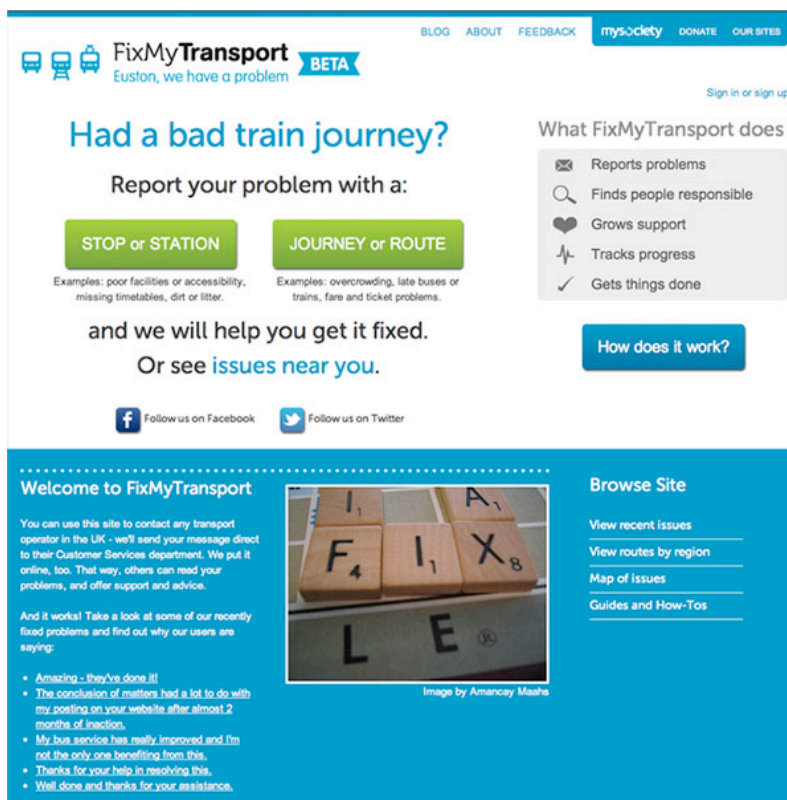 BLOG ABOUT FEEDBACK mysociety DONATE OUR SITES
FixMyTransport BETA
Euston, we have a problem
Sign in or sign up
Had a bad train journey?
Report your problem with a:
STOP or STATION
Examples: poor facilities or accessibility,
missing timetables, dirt or litter.
JOURNEY or ROUTE
Examples: overcrowding, late buses or
trains, fare and ticket problems.
and we will help you get it fixed.
Or see issues near you.
Follow us on Facebook
Follow us on Twitter
What FixMyTransport does
Reports problems
Finds people responsible
Grows support
Tracks progress
Gets things done
How does it work?
Welcome to FixMyTransport
You can use this site to contact any transport
operator in the UK - we'll send your message direct
to their Customer Services department. We put it
online, too. That way, others can read your
problems, and offer support and advice.
And it works! Take a look at some of our recently
fixed problems and find out why our users are
saying:
Amazing - they've done it!
The conclusion of matters had a lot to do with
my posting on your website after almost 2
months of inaction.
My bus service has really improved and I'm
not the only one benefiting from this.
Thanks for your help in resolving this.
Well done and thanks for your assistance.
I1 A1
F4 I1 X8
LE®
Image by Amancay Maahs
Browse Site
View recent issues
View routes by region
Map of issues
Guides and How-Tos